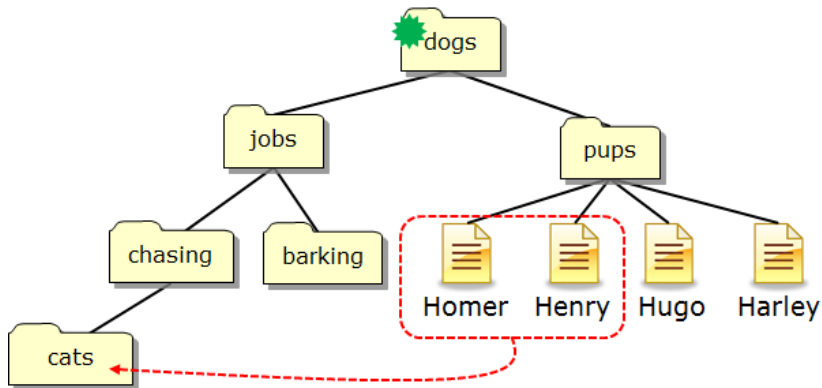 dogs
jobs
pups
chasing
barking
Homer
Henry
Hugo
Harley
cats